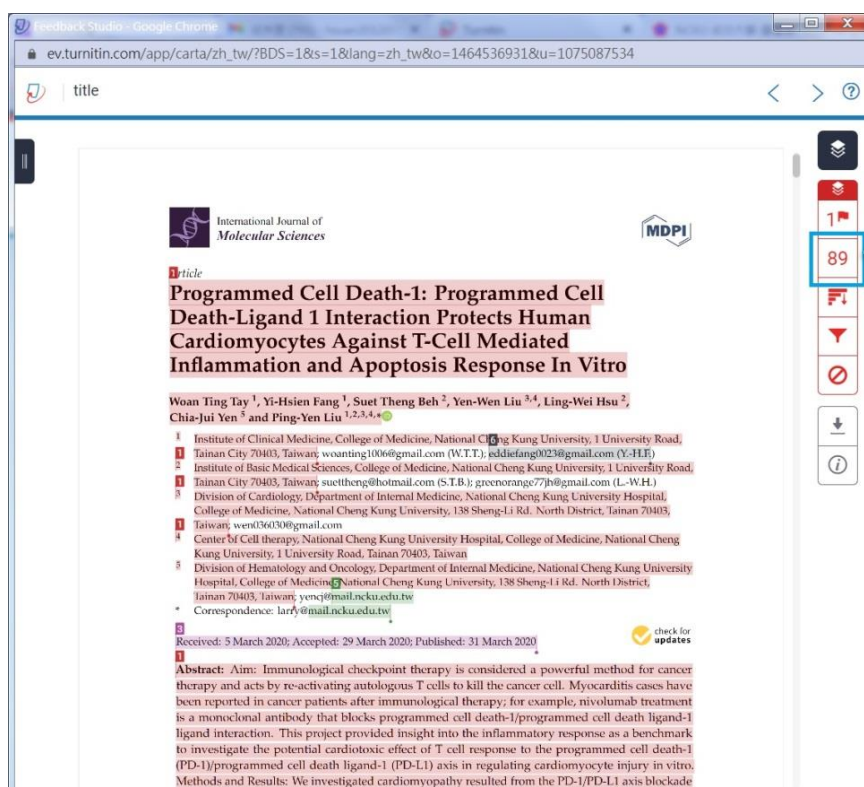 Feedback Studio - Google Chrome
ev.turnitin.com/app/carta/zh_tw/?BDS=1&s=1&lang=zh_tw&o=1464536931&u=1075087534
title
International Journal of
Molecular Sciences
MDPI
1
89
1rticle
Programmed Cell Death-1: Programmed Cell
Death-Ligand 1 Interaction Protects Human
Cardiomyocytes Against T-Cell Mediated
Inflammation and Apoptosis Response In Vitro
Woan Ting Tay 1, Yi-Hsien Fang 1, Suet Theng Beh 2, Yen-Wen Liu 3,4, Ling-Wei Hsu 2,
Chia-Jui Yen 5 and Ping-Yen Liu 1,2,3,4,*
1 Institute of Clinical Medicine, College of Medicine, National Cl6ng Kung University, 1 University Road,
1 Tainan City 70403, Taiwan; woanting1006@gmail.com (W.T.T.); eddiefang0023@gmail.com (Y.-H.F.)
2 Institute of Basic Medical Sciences, College of Medicine, National Cheng Kung University, 1 University Road,
1 Tainan City 70403, Taiwan; suettheng@hotmail.com (S.T.B.); greenorange77jh@gmail.com (L.-W.H.)
3 Division of Cardiology, Department of Internal Medicine, National Cheng Kung University Hospital,
College of Medicine, National Cheng Kung University, 138 Sheng-Li Rd. North District, Tainan 70403,
1 Taiwan; wen036030@gmail.com
4 Center of Cell therapy, National Cheng Kung University Hospital, College of Medicine, National Cheng
Kung University, 1 University Road, Tainan 70403, Taiwan
5 Division of Hematology and Oncology, Department of Internal Medicine, National Cheng Kung University
Hospital, College of Medicine5National Cheng Kung University, 138 Sheng-Li Rd. North District,
Tainan 70403, Taiwan; yencj@mail.ncku.edu.tw
* Correspondence: larry@mail.ncku.edu.tw
3
Received: 5 March 2020; Accepted: 29 March 2020; Published: 31 March 2020
check for
updates
1
Abstract: Aim: Immunological checkpoint therapy is considered a powerful method for cancer
therapy and acts by re-activating autologous T cells to kill the cancer cell. Myocarditis cases have
been reported in cancer patients after immunological therapy; for example, nivolumab treatment
is a monoclonal antibody that blocks programmed cell death-1/programmed cell death ligand-1
ligand interaction. This project provided insight into the inflammatory response as a benchmark
to investigate the potential cardiotoxic effect of T cell response to the programmed cell death-1
(PD-1)/programmed cell death ligand-1 (PD-L1) axis in regulating cardiomyocyte injury in vitro.
Methods and Results: We investigated cardiomyopathy resulted from the PD-1/PD-L1 axis blockade